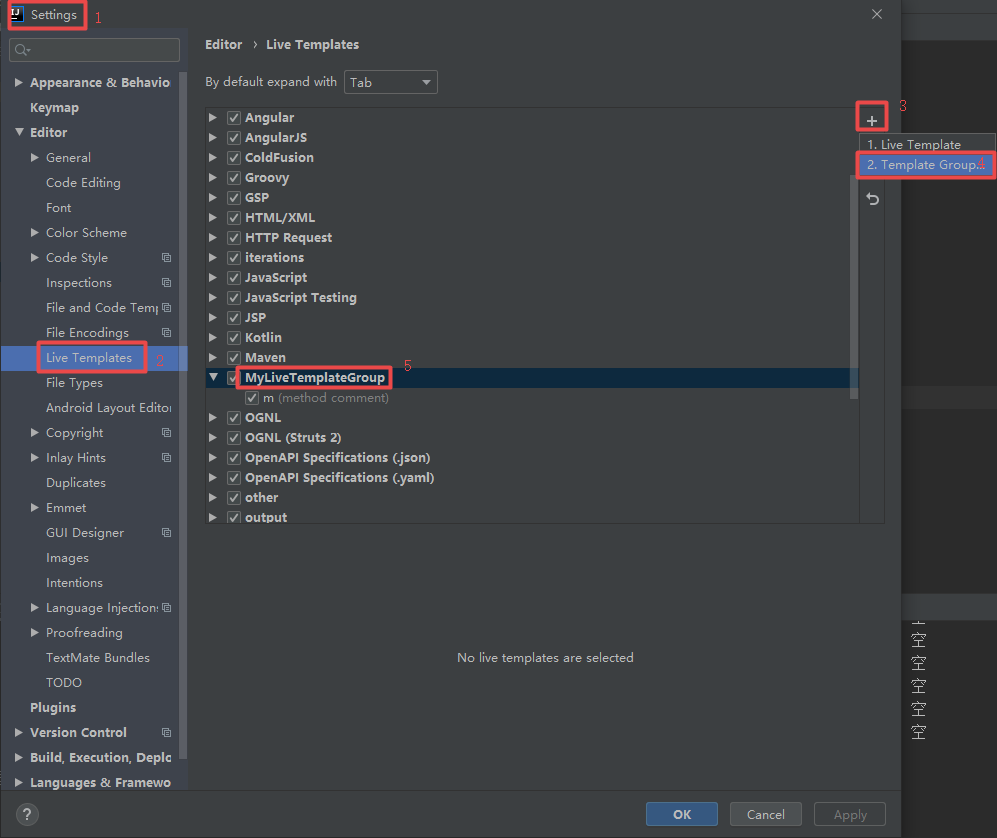 Settings 1
Appearance & Behavio
Keymap
Editor
General
Code Editing
Font
Color Scheme
Code Style
Inspections
File and Code Temp
File Encodings
Live Templates 2
File Types
Android Layout Editor
Copyright
Inlay Hints
Duplicates
Emmet
GUI Designer
Images
Intentions
Language Injections
Proofreading
TextMate Bundles
TODO
Plugins
Version Control
Build, Execution, Deplo
Languages & Framewo
Editor › Live Templates
By default expand with Tab
Angular
AngularJS
ColdFusion
Groovy
GSP
HTML/XML
HTTP Request
iterations
JavaScript
JavaScript Testing
JSP
Kotlin
Maven
MyLiveTemplateGroup 5
m (method comment)
OGNL
OGNL (Struts 2)
OpenAPI Specifications (.json)
OpenAPI Specifications (.yaml)
other
output
+ 3
1. Live Template
2. Template Group... 4
No live templates are selected
空
空
空
空
空
?
OK
Cancel
Apply